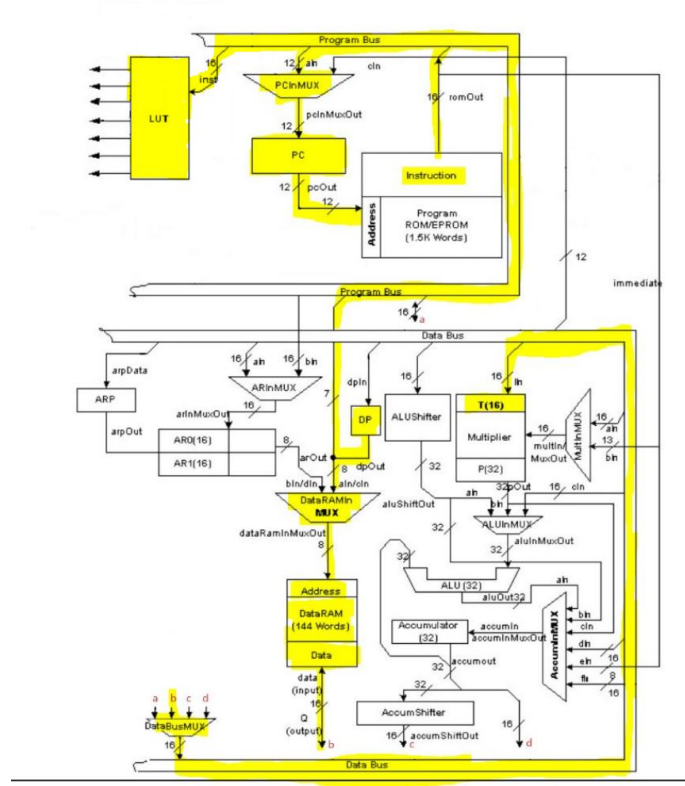 Program Bus
16
inst
LUT
12
aIn
cIn
PCInMUX
16
romOut
pcInMuxOut
12
PC
12
pcOut
12
Instruction
Address
Program
ROM/EPROM
(1.5K Words)
12
immediate
Program Bus
16
a
Data Bus
arpData
ARP
arpOut
16
aIn
16
bIn
ARInMUX
arInMuxOut
16
AR0(16)
AR1(16)
8
arOut
7
dpIn
DP
8
dpOut
bIn/dIn
aIn/cIn
DataRAMIn
MUX
dataRamInMuxOut
8
Address
DataRAM
(144 Words)
Data
data
(input)
16
Q
(output)
b
16
ALUShifter
32
aluShiftOut
16
T(16)
Multiplier
P(32)
16
multIn/
MuxOut
MultInMUX
16
aIn
13
bIn
32
pOut
aIn
bIn
16
cIn
ALUInMUX
32
32
aluInMuxOut
32
ALU (32)
aluOut
32
aIn
bIn
cIn
dIn
eIn
16
8
16
AccumInMUX
Accumulator
(32)
accumIn
accumInMuxOut
32
accumout
32
AccumShifter
16
accumShiftOut
c
16
d
a
b
c
d
DataBusMUX
16
Data Bus